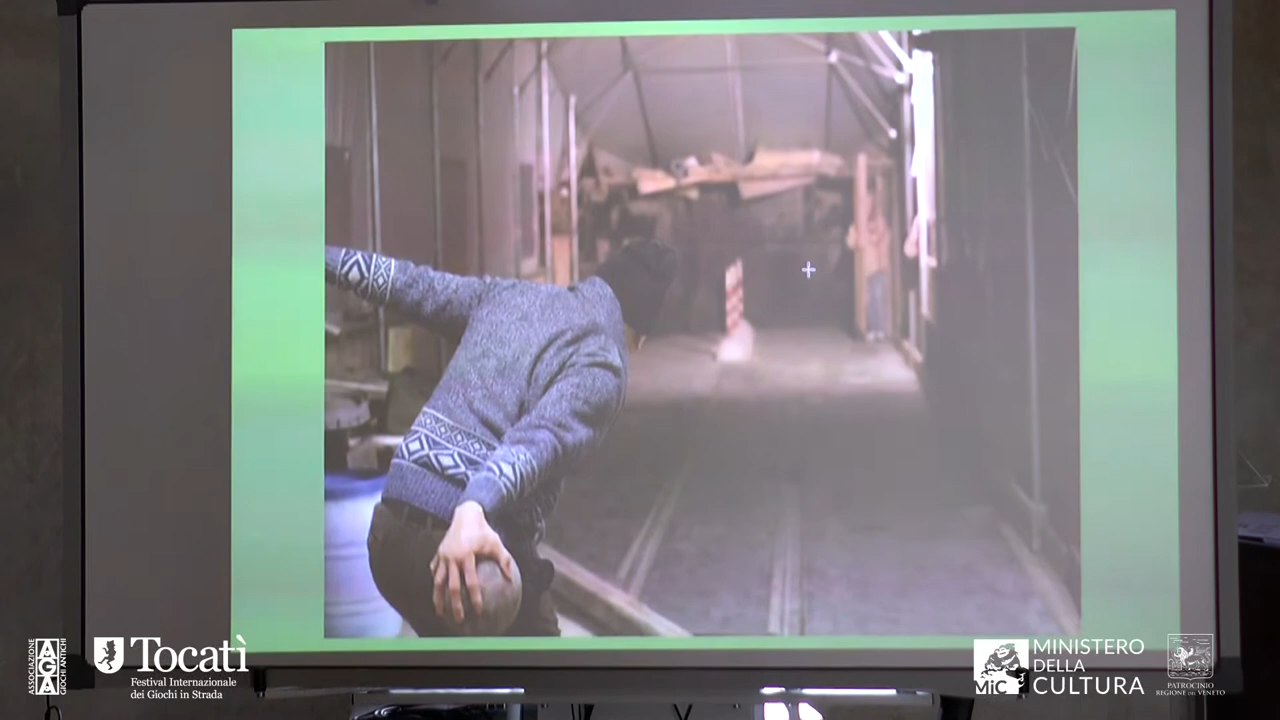 ASSOCIAZIONE
AGA
GIOCHI ANTICHI
Tocatì
Festival Internazionale
dei Giochi in Strada
MiC
MINISTERO
DELLA
CULTURA
PATROCINIO
REGIONE DEL VENETO